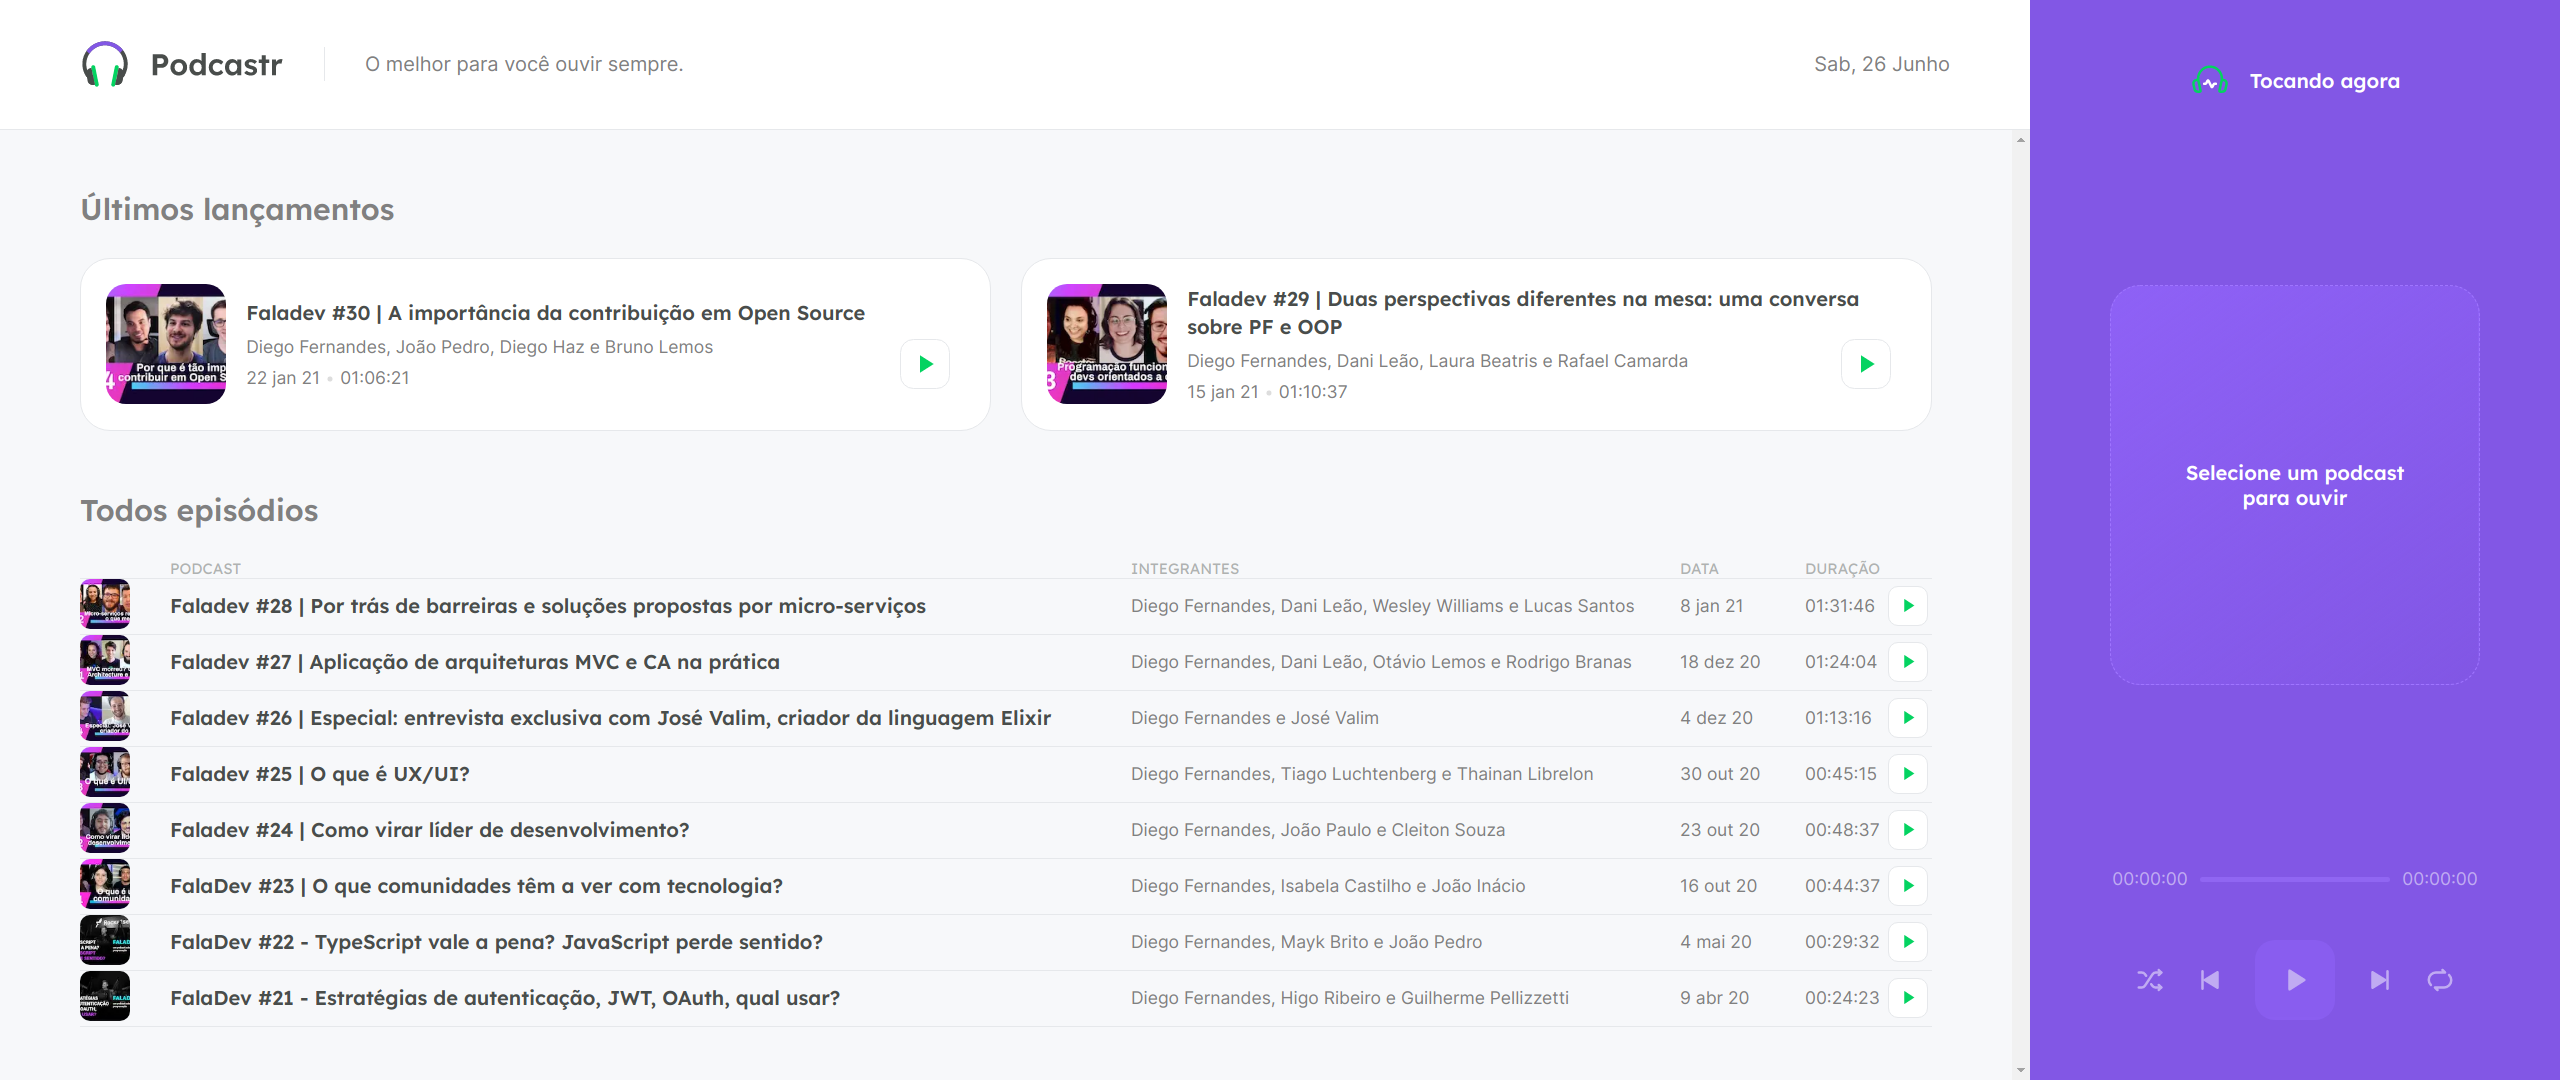 Podcastr
O melhor para você ouvir sempre.
Sab, 26 Junho
Tocando agora
Últimos lançamentos
Por que é tão imp
contribuir em Open S
Faladev #30 | A importância da contribuição em Open Source
Diego Fernandes, João Pedro, Diego Haz e Bruno Lemos
22 jan 21 • 01:06:21
Programação funcion
devs orientados a
Faladev #29 | Duas perspectivas diferentes na mesa: uma conversa
sobre PF e OOP
Diego Fernandes, Dani Leão, Laura Beatris e Rafael Camarda
15 jan 21 • 01:10:37
Selecione um podcast
para ouvir
Todos episódios
PODCAST INTEGRANTES DATA DURAÇÃO
Faladev #28 | Por trás de barreiras e soluções propostas por micro-serviços Diego Fernandes, Dani Leão, Wesley Williams e Lucas Santos 8 jan 21 01:31:46
Faladev #27 | Aplicação de arquiteturas MVC e CA na prática Diego Fernandes, Dani Leão, Otávio Lemos e Rodrigo Branas 18 dez 20 01:24:04
Faladev #26 | Especial: entrevista exclusiva com José Valim, criador da linguagem Elixir Diego Fernandes e José Valim 4 dez 20 01:13:16
Faladev #25 | O que é UX/UI? Diego Fernandes, Tiago Luchtenberg e Thainan Librelon 30 out 20 00:45:15
Faladev #24 | Como virar líder de desenvolvimento? Diego Fernandes, João Paulo e Cleiton Souza 23 out 20 00:48:37
FalaDev #23 | O que comunidades têm a ver com tecnologia? Diego Fernandes, Isabela Castilho e João Inácio 16 out 20 00:44:37
FalaDev #22 - TypeScript vale a pena? JavaScript perde sentido? Diego Fernandes, Mayk Brito e João Pedro 4 mai 20 00:29:32
FalaDev #21 - Estratégias de autenticação, JWT, OAuth, qual usar? Diego Fernandes, Higo Ribeiro e Guilherme Pellizzetti 9 abr 20 00:24:23
00:00:00 00:00:00